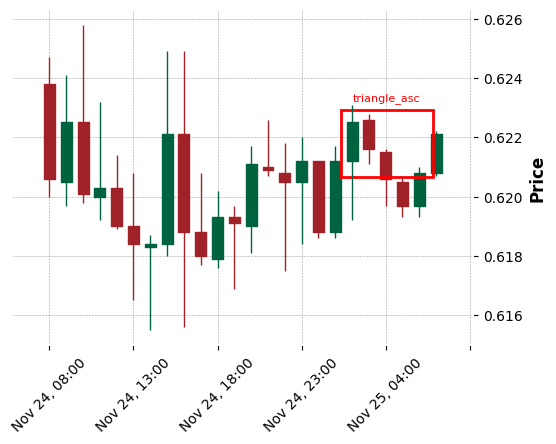 0.626
0.624
triangle_asc
0.622
0.620
0.618
0.616
Price
Nov 24, 08:00
Nov 24, 13:00
Nov 24, 18:00
Nov 24, 23:00
Nov 25, 04:00